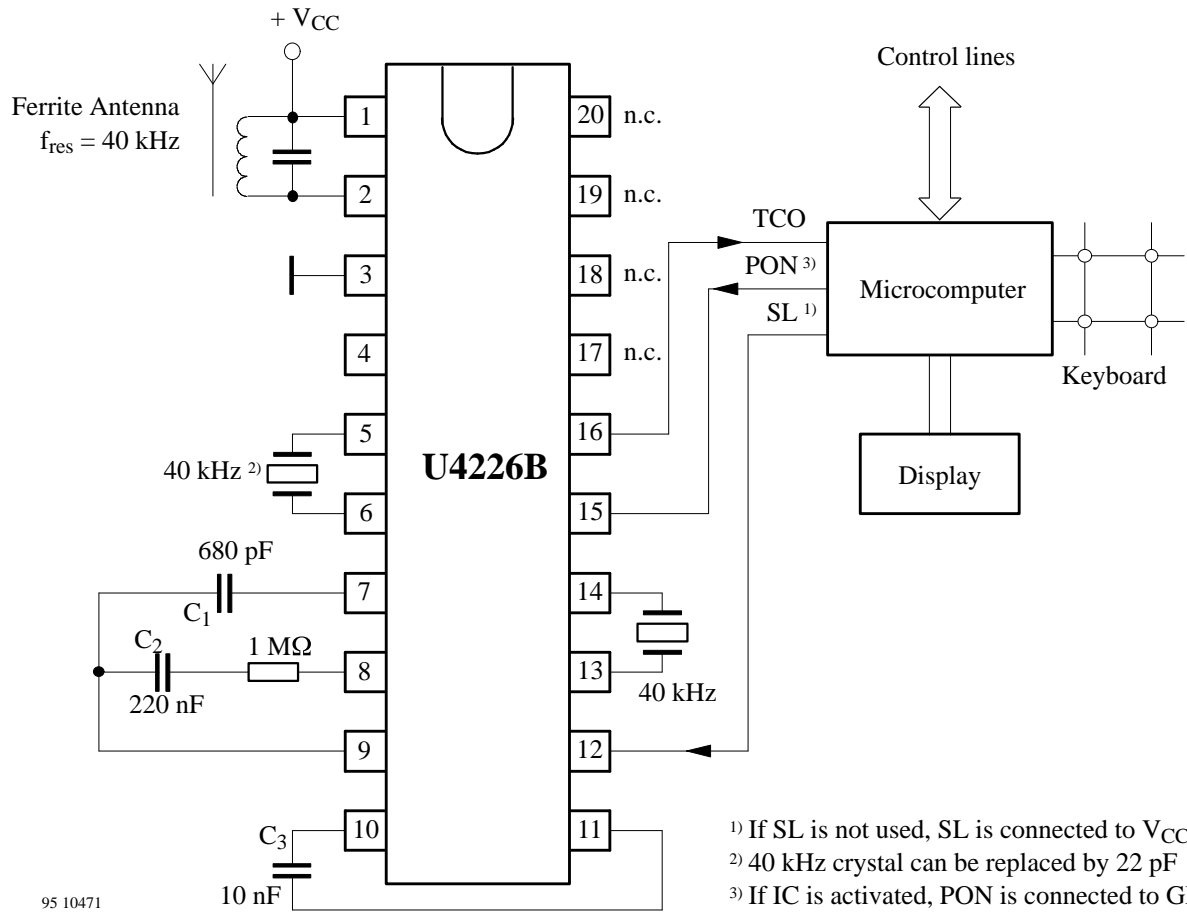 + VCC
Control lines
Ferrite Antenna
fres = 40 kHz
1
20 n.c.
2
19 n.c.
TCO
3
18 n.c.
PON 3)
Microcomputer
SL 1)
4
17 n.c.
Keyboard
5
16
40 kHz 2)
U4226B
Display
6
15
680 pF
7
14
C1
C2
1 MΩ
8
13
220 nF
40 kHz
9
12
10
11
C3
10 nF
1) If SL is not used, SL is connected to VCC
2) 40 kHz crystal can be replaced by 22 pF
3) If IC is activated, PON is connected to
95 10471